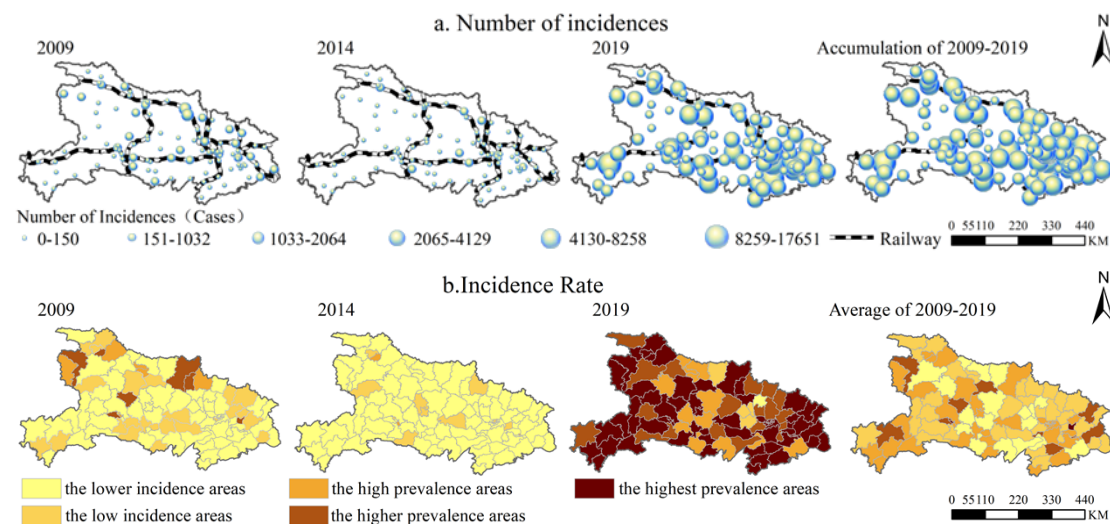 a. Number of incidences
N
2009
2014
2019
Accumulation of 2009-2019
Number of Incidences（Cases）
0-150
151-1032
1033-2064
2065-4129
4130-8258
8259-17651
Railway
0 55110 220 330 440
KM
b.Incidence Rate
N
2009
2014
2019
Average of 2009-2019
the lower incidence areas
the high prevalence areas
the highest prevalence areas
the low incidence areas
the higher prevalence areas
0 55110 220 330 440
KM